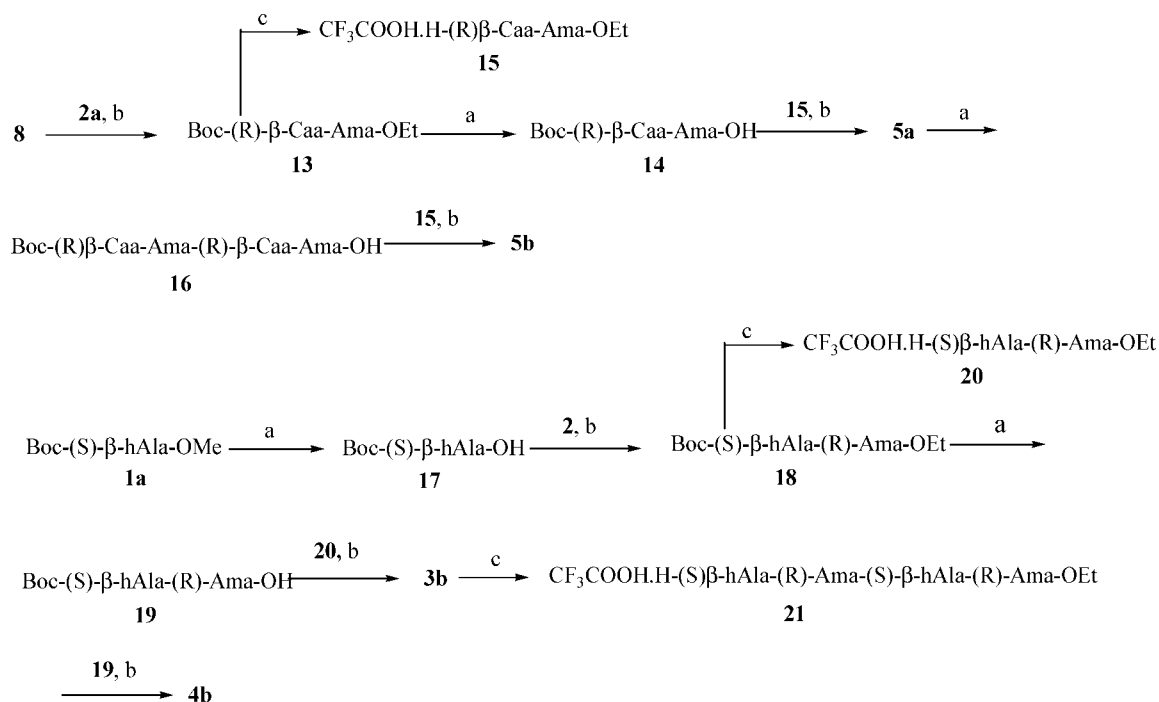 c
CF₃COOH.H-(R)β-Caa-Ama-OEt
15
8
2a, b
Boc-(R)-β-Caa-Ama-OEt
13
a
Boc-(R)-β-Caa-Ama-OH
14
15, b
5a
a
Boc-(R)β-Caa-Ama-(R)-β-Caa-Ama-OH
16
15, b
5b
c
CF₃COOH.H-(S)β-hAla-(R)-Ama-OEt
20
Boc-(S)-β-hAla-OMe
1a
a
Boc-(S)-β-hAla-OH
17
2, b
Boc-(S)-β-hAla-(R)-Ama-OEt
18
a
Boc-(S)-β-hAla-(R)-Ama-OH
19
20, b
3b
c
CF₃COOH.H-(S)β-hAla-(R)-Ama-(S)-β-hAla-(R)-Ama-OEt
21
19, b
4b